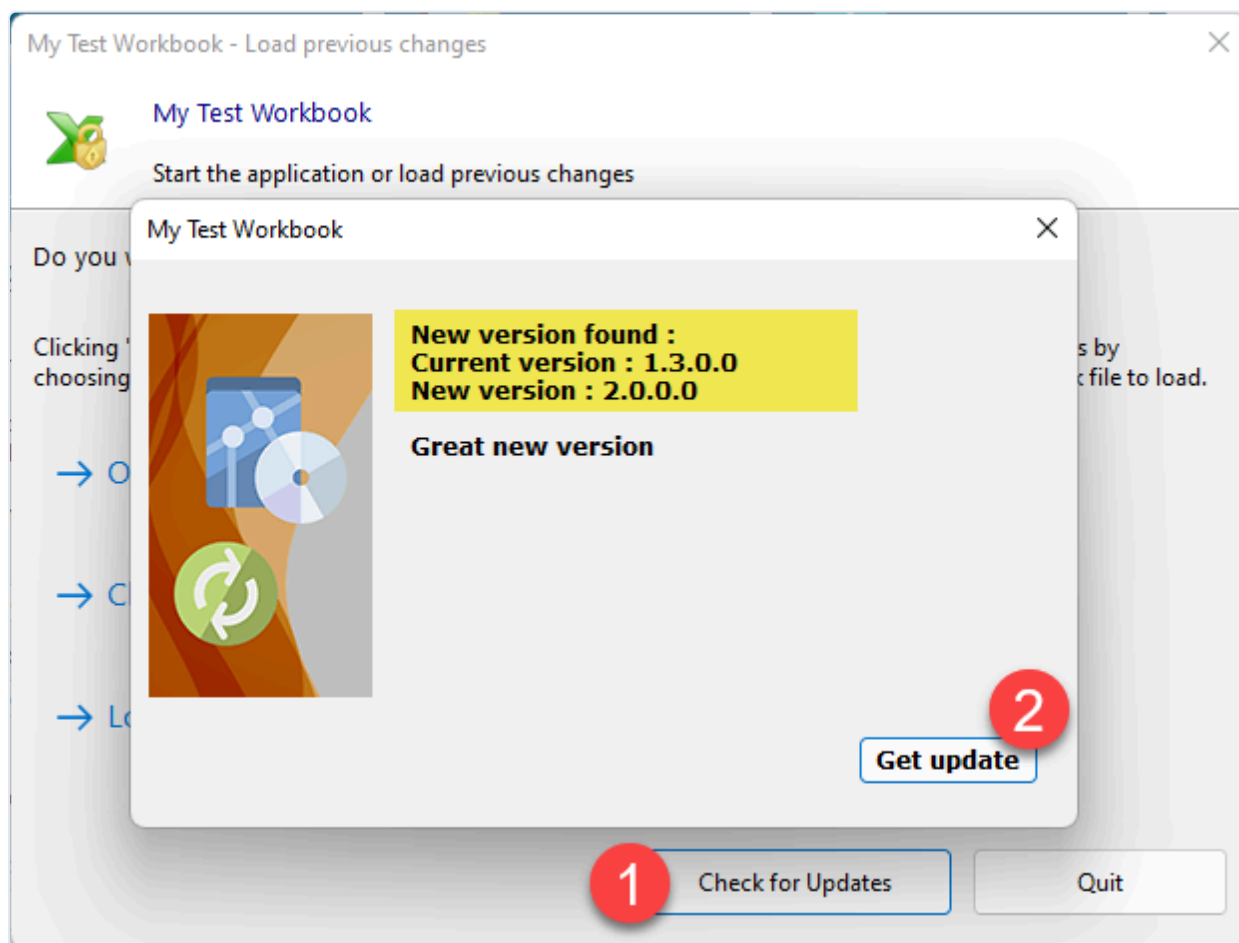 My Test Workbook - Load previous changes
My Test Workbook
Start the application or load previous changes
My Test Workbook
Do you
New version found :
Current version : 1.3.0.0
New version : 2.0.0.0
Clicking '
s by
choosing
file to load.
Great new version
2
Get update
1
Check for Updates
Quit